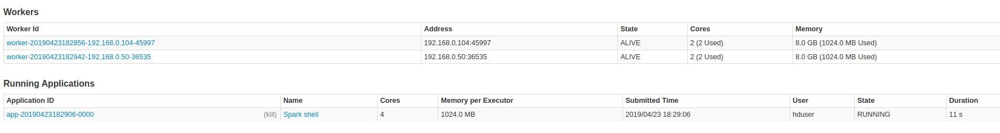 Workers
Worker Id Address State Cores Memory
worker-20190423182856-192.168.0.104-45997 192.168.0.104:45997 ALIVE 2 (2 Used) 8.0 GB (1024.0 MB Used)
worker-20190423182942-192.168.0.50-36535 192.168.0.50:36535 ALIVE 2 (2 Used) 8.0 GB (1024.0 MB Used)
Running Applications
Application ID Name Cores Memory per Executor Submitted Time User State Duration
app-20190423182906-0000 (kill) Spark shell 4 1024.0 MB 2019/04/23 18:29:06 hduser RUNNING 11 s